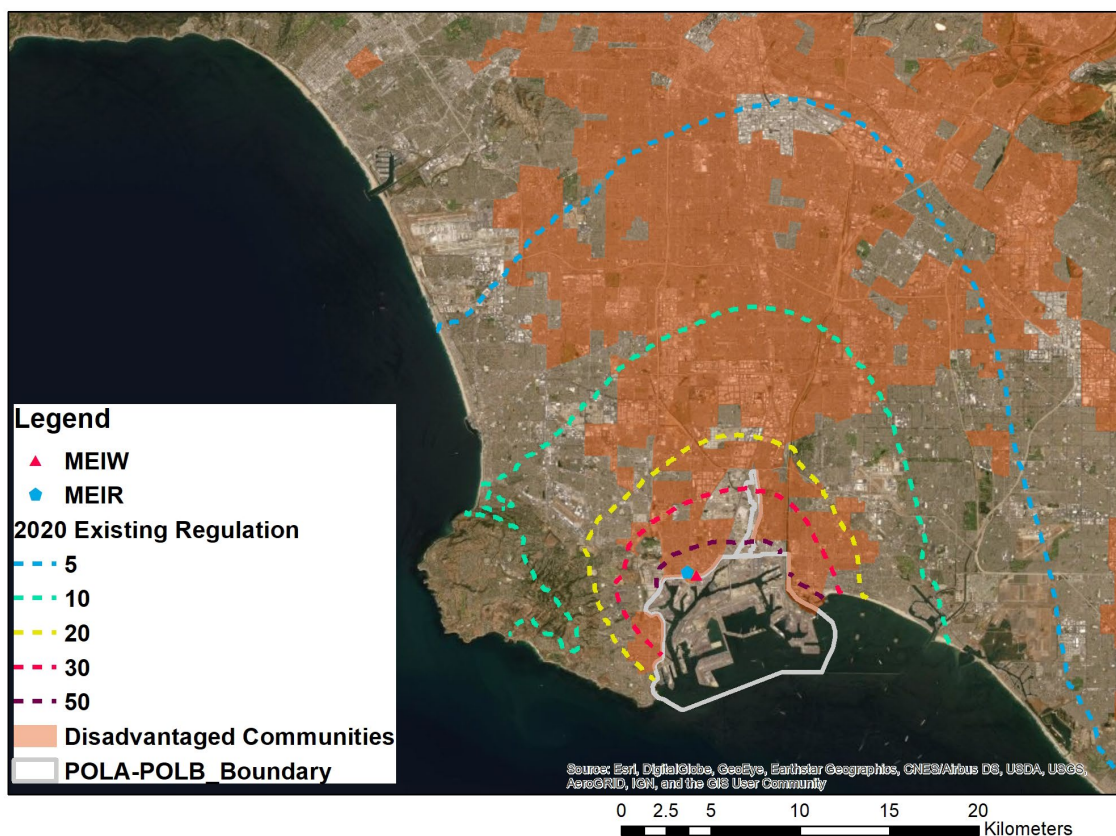 Legend
MEIW
MEIR
2020 Existing Regulation
5
10
20
30
50
Disadvantaged Communities
POLA-POLB_Boundary
Source: Esri, DigitalGlobe, GeoEye, Earthstar Geographics, CNES/Airbus DS, USDA, USGS,
AeroGRID, IGN, and the GIS User Community
0 2.5 5 10 15 20
Kilometers